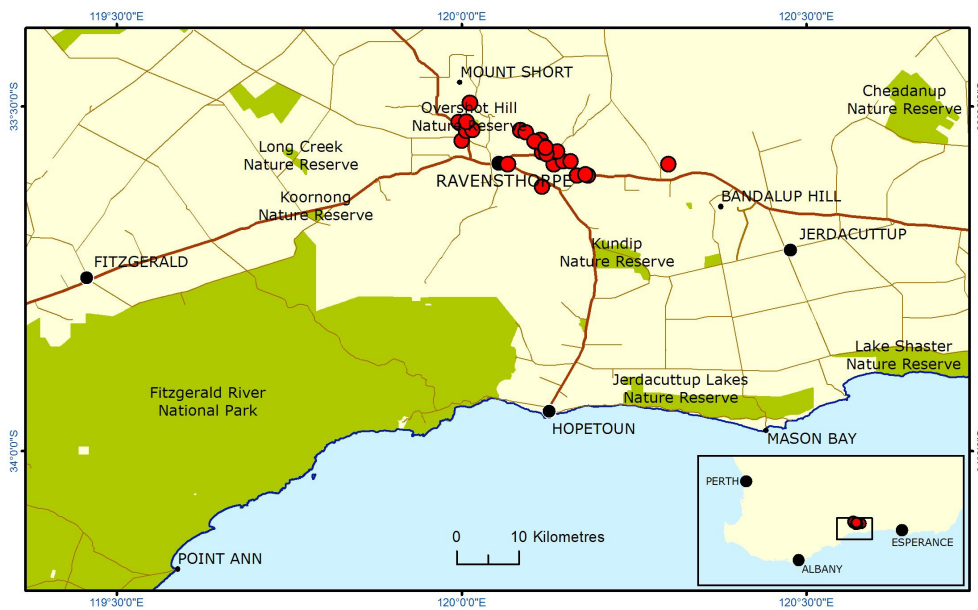 119°30'0"E
120°0'0"E
120°30'0"E
33°30'0"S
MOUNT SHORT
Cheadanup
Nature Reserve
Overshot Hill
Nature Reserve
Long Creek
Nature Reserve
RAVENSTHORPE
Koornong
Nature Reserve
BANDALUP HILL
JERDACUTTUP
Kundip
Nature Reserve
FITZGERALD
Lake Shaster
Nature Reserve
Fitzgerald River
National Park
Jerdacuttup Lakes
Nature Reserve
HOPETOUN
MASON BAY
34°0'0"S
PERTH
ESPERANCE
ALBANY
0 10 Kilometres
POINT ANN
119°30'0"E
120°0'0"E
120°30'0"E